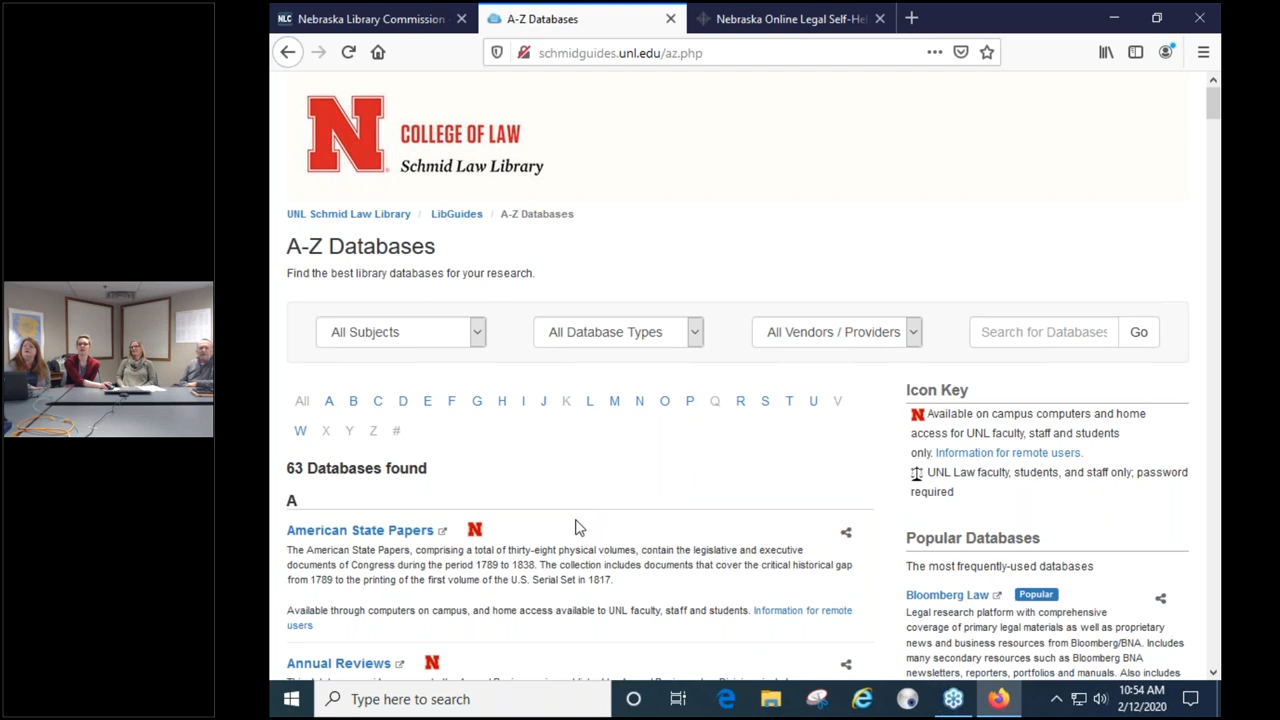 NLC Nebraska Library Commission
A-Z Databases
Nebraska Online Legal Self-Hel
schmidguides.unl.edu/az.php
N
COLLEGE OF LAW
Schmid Law Library
UNL Schmid Law Library / LibGuides / A-Z Databases
A-Z Databases
Find the best library databases for your research.
All Subjects
All Database Types
All Vendors / Providers
Search for Databases
Go
All A B C D E F G H I J K L M N O P Q R S T U V
W X Y Z #
63 Databases found
A
American State Papers N
The American State Papers, comprising a total of thirty-eight physical volumes, contain the legislative and executive
documents of Congress during the period 1789 to 1838. The collection includes documents that cover the critical historical gap
from 1789 to the printing of the first volume of the U.S. Serial Set in 1817.
Available through computers on campus, and home access available to UNL faculty, staff and students. Information for remote
users
Annual Reviews N
Icon Key
N Available on campus computers and home
access for UNL faculty, staff and students
only. Information for remote users.
UNL Law faculty, students, and staff only; password
required
Popular Databases
The most frequently-used databases
Bloomberg Law Popular
Legal research platform with comprehensive
coverage of primary legal materials as well as proprietary
news and business resources from Bloomberg/BNA. Includes
many secondary resources such as Bloomberg BNA
newsletters, reporters, portfolios and manuals. Also includes
Type here to search
10:54 AM
2/12/2020